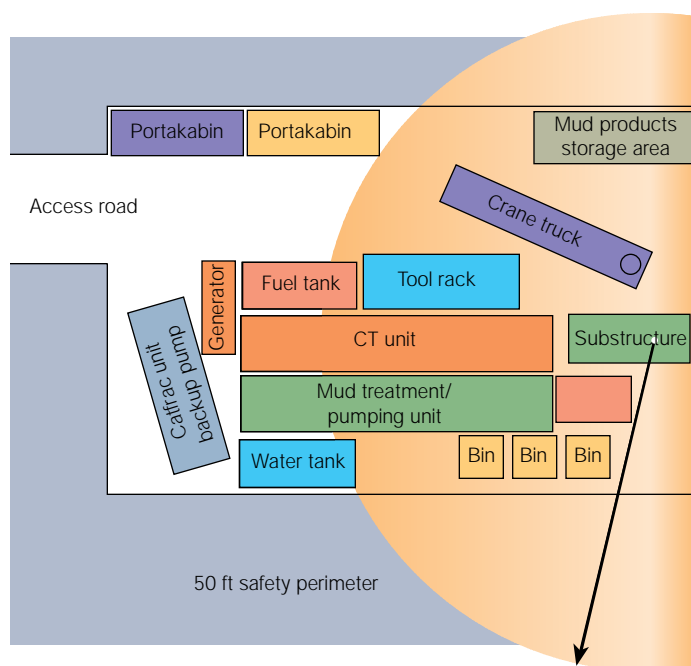 Portakabin
Portakabin
Mud products
storage area
Access road
Crane truck
Generator
Fuel tank
Tool rack
CT unit
Substructure
Catfrac unit
backup pump
Mud treatment/
pumping unit
Water tank
Bin
Bin
Bin
50 ft safety perimeter